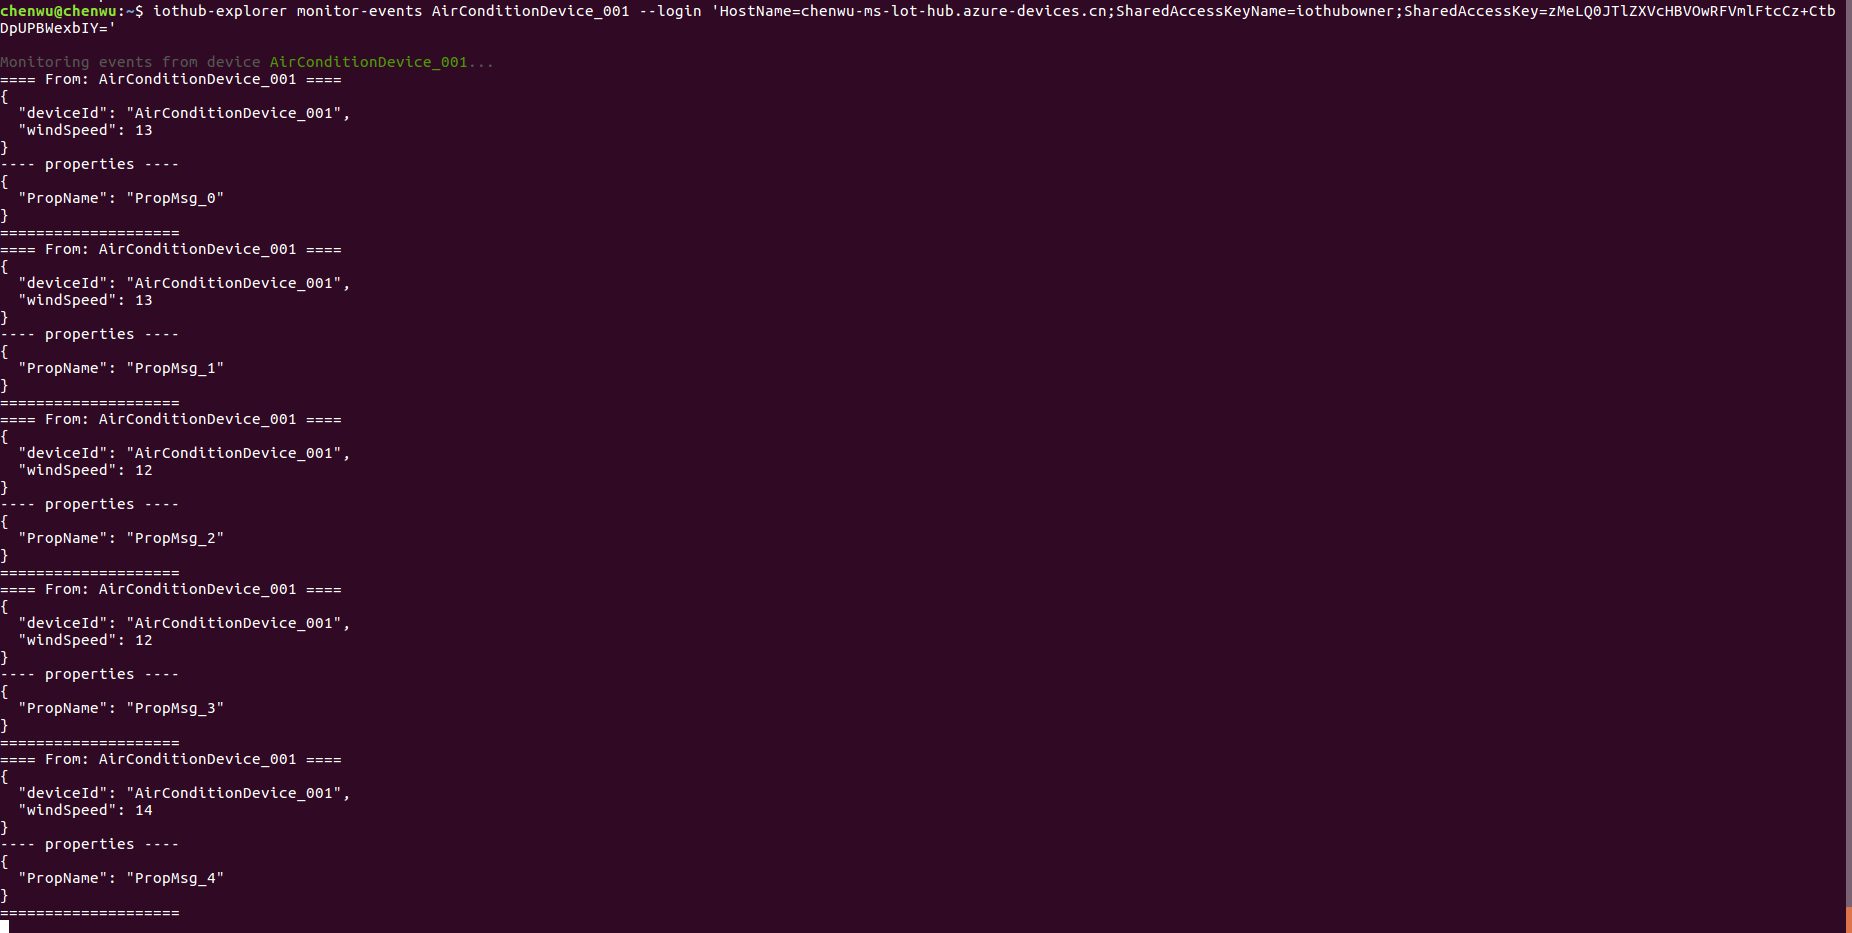 chenwu@chenwu:~$ iothub-explorer monitor-events AirConditionDevice_001 --login 'HostName=chenwu-ms-lot-hub.azure-devices.cn;SharedAccessKeyName=iothubowner;SharedAccessKey=zMeLQ0JTlZXVcHBVOwRFVmlFtcCz+Ctb
DpUPBWexbIY='

Monitoring events from device AirConditionDevice_001...
==== From: AirConditionDevice_001 ====
{
  "deviceId": "AirConditionDevice_001",
  "windSpeed": 13
}
---- properties ----
{
  "PropName": "PropMsg_0"
}
====================
==== From: AirConditionDevice_001 ====
{
  "deviceId": "AirConditionDevice_001",
  "windSpeed": 13
}
---- properties ----
{
  "PropName": "PropMsg_1"
}
====================
==== From: AirConditionDevice_001 ====
{
  "deviceId": "AirConditionDevice_001",
  "windSpeed": 12
}
---- properties ----
{
  "PropName": "PropMsg_2"
}
====================
==== From: AirConditionDevice_001 ====
{
  "deviceId": "AirConditionDevice_001",
  "windSpeed": 12
}
---- properties ----
{
  "PropName": "PropMsg_3"
}
====================
==== From: AirConditionDevice_001 ====
{
  "deviceId": "AirConditionDevice_001",
  "windSpeed": 14
}
---- properties ----
{
  "PropName": "PropMsg_4"
}
====================